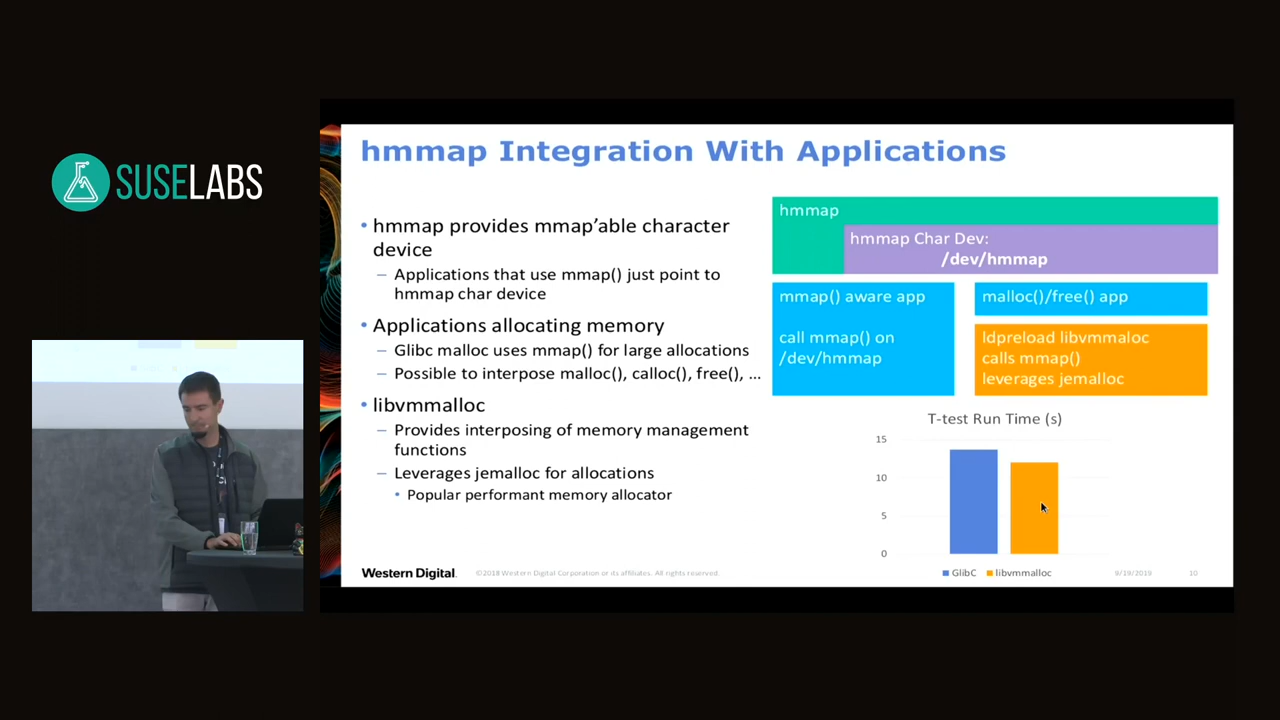 SUSELABS
hmmap Integration With Applications
• hmmap provides mmap’able character
device
– Applications that use mmap() just point to
hmmap char device
• Applications allocating memory
– Glibc malloc uses mmap() for large allocations
– Possible to interpose malloc(), calloc(), free(), ...
• libvmmalloc
– Provides interposing of memory management
functions
– Leverages jemalloc for allocations
• Popular performant memory allocator
hmmap
hmmap Char Dev:
/dev/hmmap
mmap() aware app
call mmap() on
/dev/hmmap
malloc()/free() app
ldpreload libvmmaloc
calls mmap()
leverages jemalloc
T-test Run Time (s)
15
10
5
0
GlibC libvmmalloc
Western Digital.
©2018 Western Digital Corporation or its affiliates. All rights reserved.
9/19/2019
10